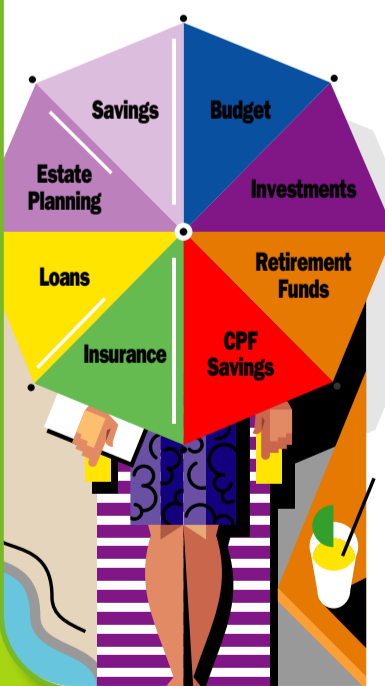 Savings
Budget
Estate
Planning
Investments
Loans
Retirement
Funds
Insurance
CPF
Savings